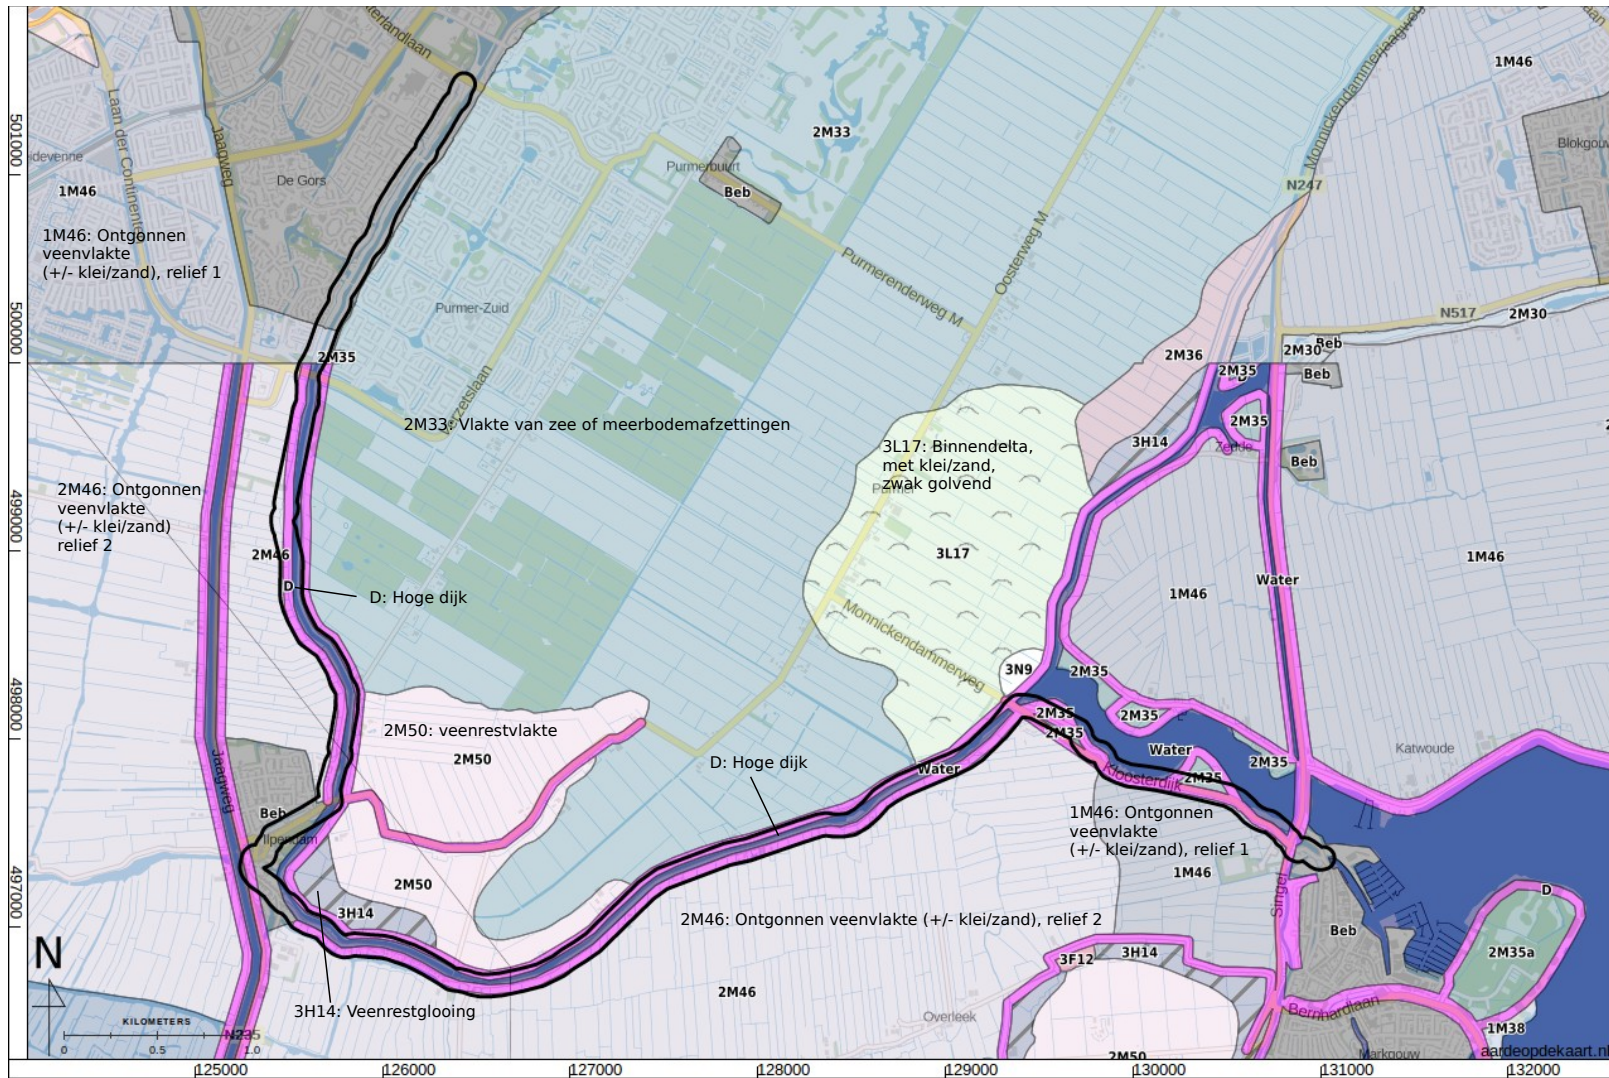 Laan der Continenten
Jaagweg
De Gors
1M46
1M46: Ontgonnen
veenvlakte
(+/- klei/zand), relief 1
Purmerbuurt
Beb
2M33
Monnickendammerjaagweg
1M46
N247
Oosterweg M
Purmerenderweg M
Purmer-Zuid
N517
2M30
2M30
Beb
Beb
2M36
2M35
2M35
2M35
2M33: Vlakte van zee of meerbodemafzettingen
3H14
Zedde
Beb
3L17: Binnendelta,
met klei/zand,
zwak golvend
Purmer
2M46: Ontgonnen
veenvlakte
(+/- klei/zand)
relief 2
2M46
3L17
1M46
D
D: Hoge dijk
1M46
Water
Monnickendammerweg
3N9
2M35
2M50: veenrestvlakte
2M50
2M35
2M35
2M35
Katwoude
Water
2M35
2M35
D: Hoge dijk
Water
Kloosterdijk
Jaagweg
Beb
Ilpendam
1M46: Ontgonnen
veenvlakte
(+/- klei/zand), relief 1
1M46
2M50
3H14
Singel
D
2M46: Ontgonnen veenvlakte (+/- klei/zand), relief 2
Beb
2M35a
3F12
3H14
2M46
3H14: Veenrestglooing
Overleek
Bernhardlaan
1M38
Markgouw
2M50
N
KILOMETERS
0 0.5 1.0
N235
aardeopdekaart.nl
501000
500000
499000
498000
497000
125000 126000 127000 128000 129000 130000 131000 132000